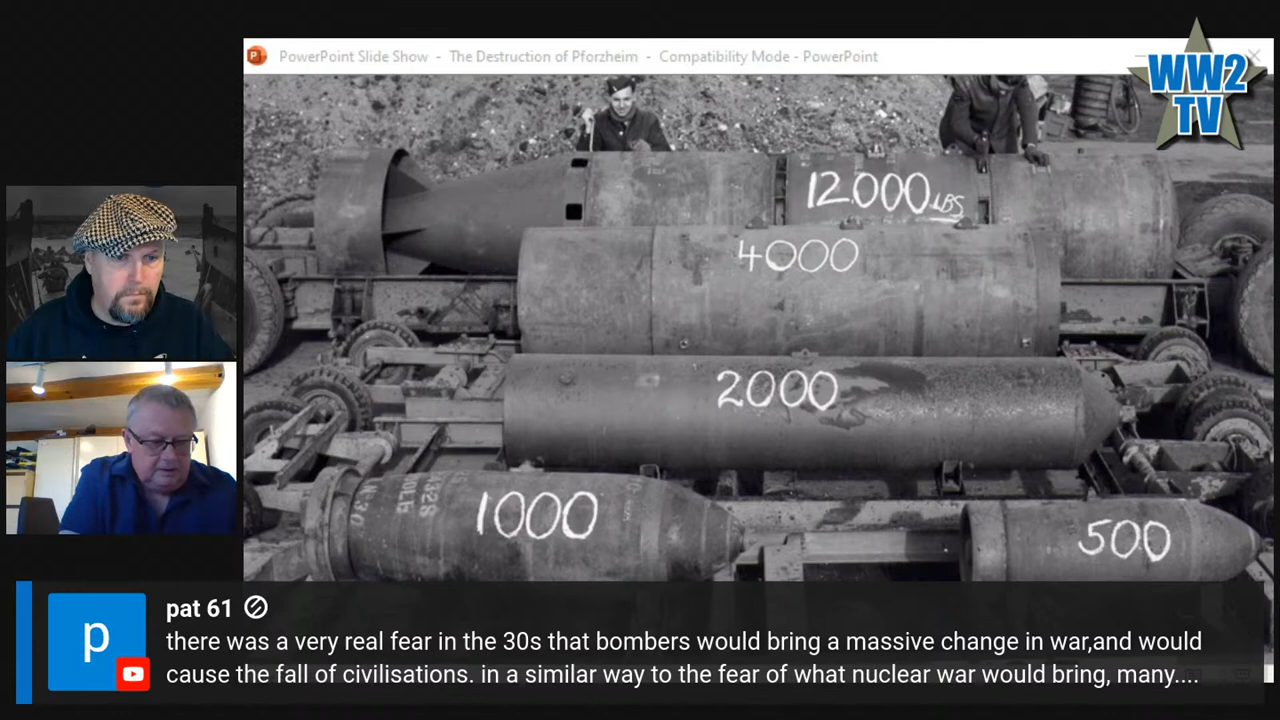 PowerPoint Slide Show - The Destruction of Pforzheim - Compatibility Mode - PowerPoint
WW2
TV
12.000 LBS
4000
2000
1000
500
pat 61
p
there was a very real fear in the 30s that bombers would bring a massive change in war,and would
cause the fall of civilisations. in a similar way to the fear of what nuclear war would bring, many....